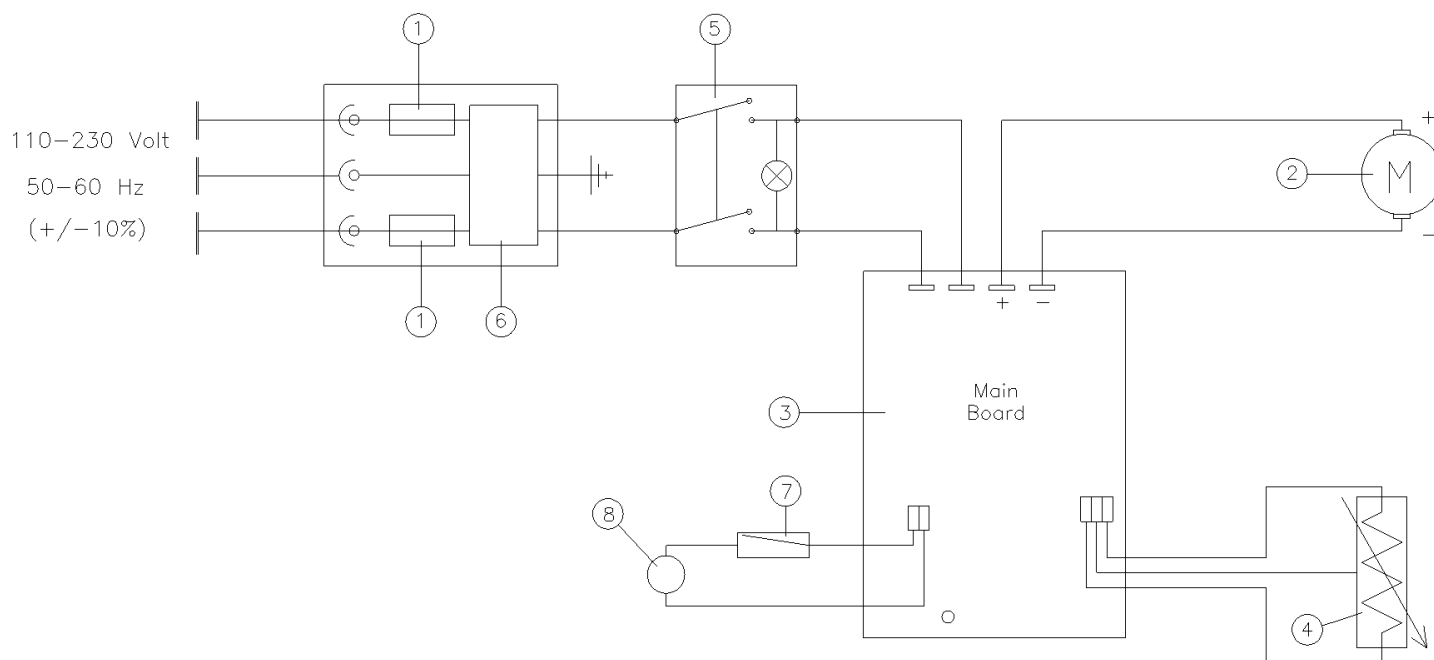 1
5
110-230 Volt
50-60 Hz
(+/-10%)
+
2
M
-
1
6
+ -
3
Main
Board
7
8
4